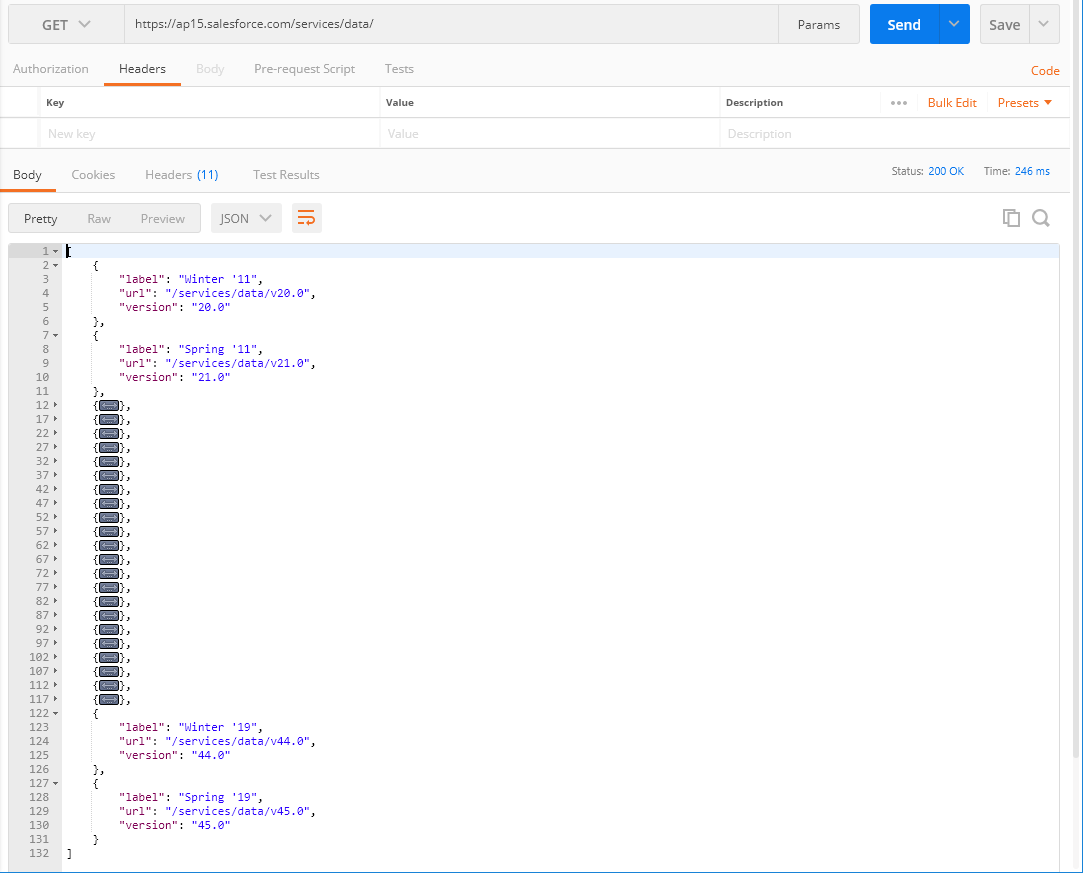 GET https://ap15.salesforce.com/services/data/ Params Send Save
Authorization Headers Body Pre-request Script Tests Code
Key Value Description ••• Bulk Edit Presets
New key Value Description
Body Cookies Headers (11) Test Results Status: 200 OK Time: 246 ms
Pretty Raw Preview JSON
1 [
2 {
3 "label": "Winter '11",
4 "url": "/services/data/v20.0",
5 "version": "20.0"
6 },
7 {
8 "label": "Spring '11",
9 "url": "/services/data/v21.0",
10 "version": "21.0"
11 },
12 {},
17 {},
22 {},
27 {},
32 {},
37 {},
42 {},
47 {},
52 {},
57 {},
62 {},
67 {},
72 {},
77 {},
82 {},
87 {},
92 {},
97 {},
102 {},
107 {},
112 {},
117 {},
122 {
123 "label": "Winter '19",
124 "url": "/services/data/v44.0",
125 "version": "44.0"
126 },
127 {
128 "label": "Spring '19",
129 "url": "/services/data/v45.0",
130 "version": "45.0"
131 }
132 ]